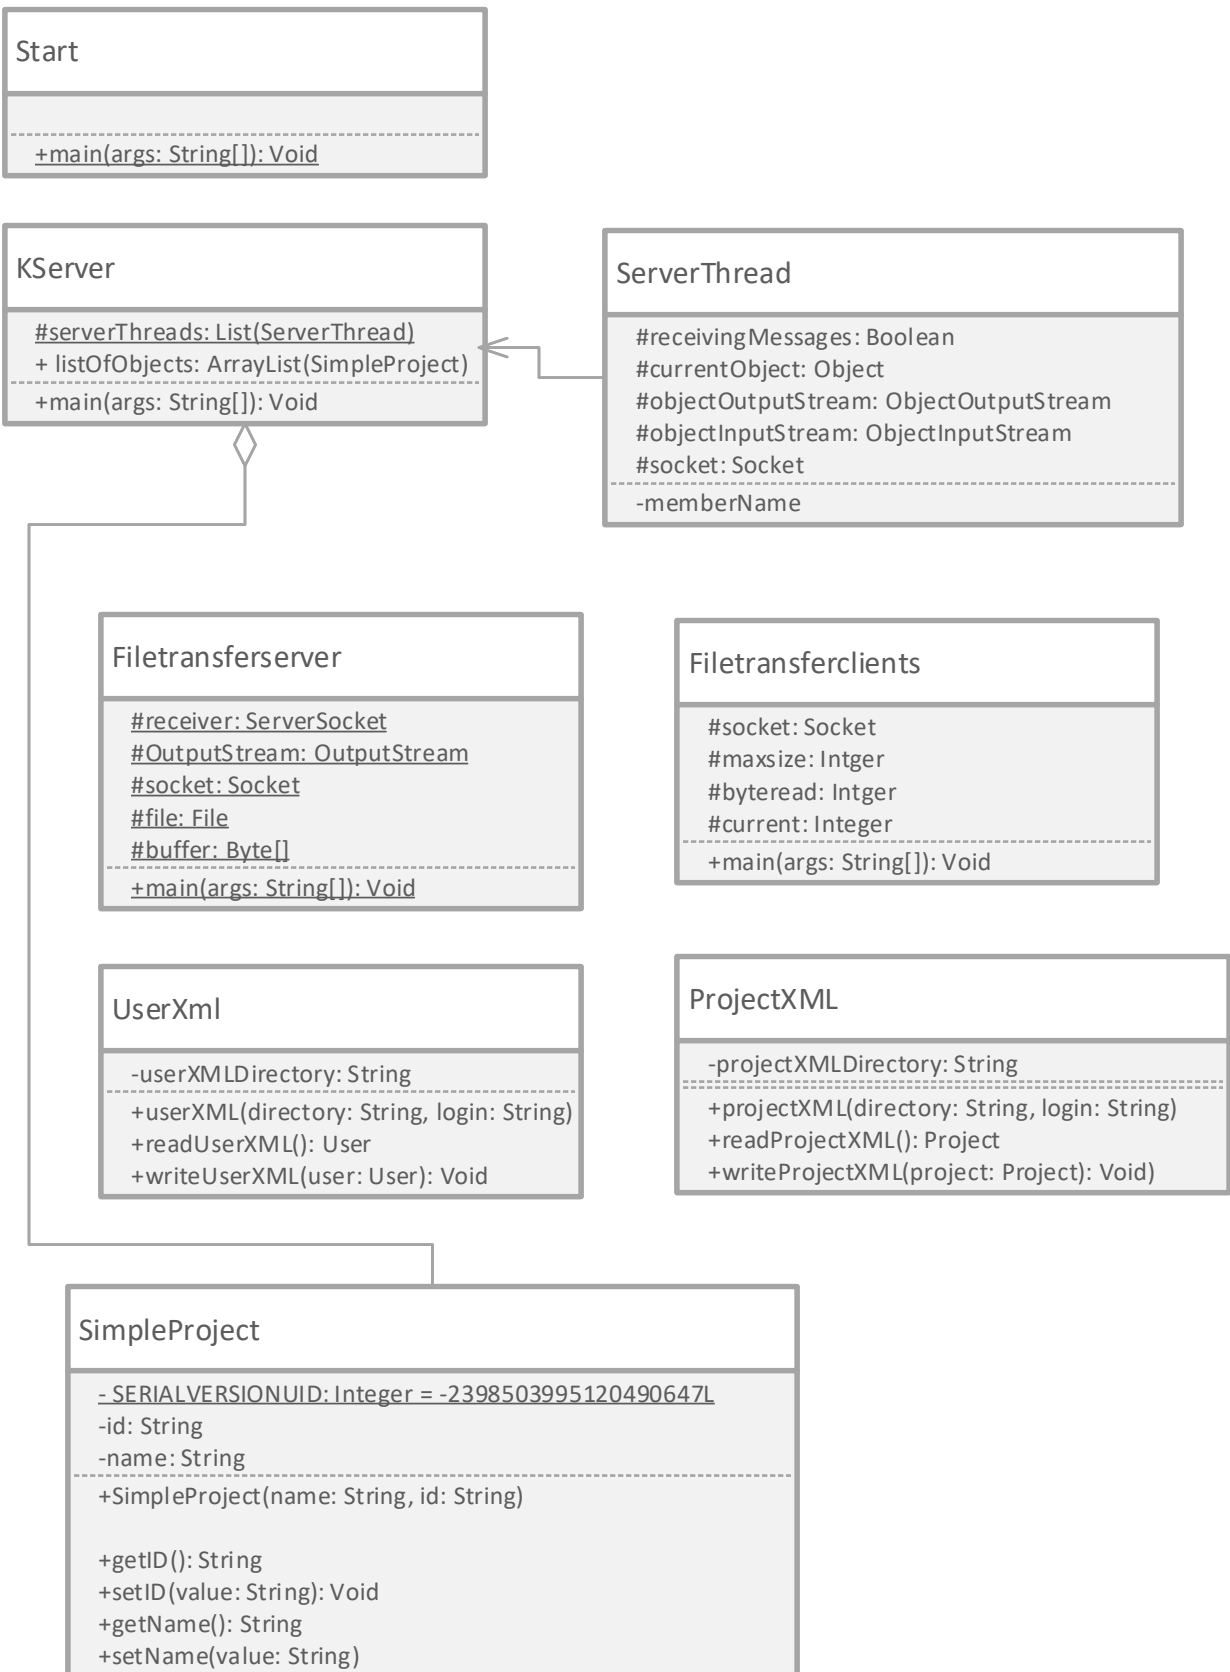 Start
+main(args: String[]): Void
KServer
#serverThreads: List(ServerThread)
+ listOfObjects: ArrayList(SimpleProject)
+main(args: String[]): Void
ServerThread
#receivingMessages: Boolean
#currentObject: Object
#objectOutputStream: ObjectOutputStream
#objectInputStream: ObjectInputStream
#socket: Socket
-memberName
Filetransferserver
#receiver: ServerSocket
#OutputStream: OutputStream
#socket: Socket
#file: File
#buffer: Byte[]
+main(args: String[]): Void
Filetransferclients
#socket: Socket
#maxsize: Intger
#byteread: Intger
#current: Integer
+main(args: String[]): Void
UserXml
-userXMLDirectory: String
+userXML(directory: String, login: String)
+readUserXML(): User
+writeUserXML(user: User): Void
ProjectXML
-projectXMLDirectory: String
+projectXML(directory: String, login: String)
+readProjectXML(): Project
+writeProjectXML(project: Project): Void)
SimpleProject
- SERIALVERSIONUID: Integer = -2398503995120490647L
-id: String
-name: String
+SimpleProject(name: String, id: String)
+getID(): String
+setID(value: String): Void
+getName(): String
+setName(value: String)